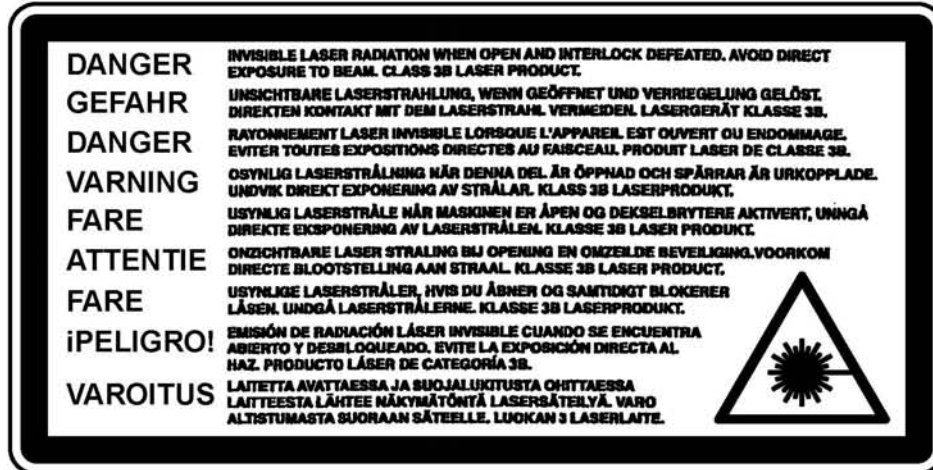 DANGER INVISIBLE LASER RADIATION WHEN OPEN AND INTERLOCK DEFEATED. AVOID DIRECT
EXPOSURE TO BEAM. CLASS 3B LASER PRODUCT.
GEFAHR UNSICHTBARE LASERSTRAHLUNG, WENN GEÖFFNET UND VERRIEGELUNG GELÖST.
DIREKTEN KONTAKT MIT DEM LASERSTRAHL VERMEIDEN. LASERGERÄT KLASSE 3B.
DANGER RAYONNEMENT LASER INVISIBLE LORSQUE L'APPAREIL EST OUVERT OU ENDOMMAGE.
EVITER TOUTES EXPOSITIONS DIRECTES AU FAISCEAU. PRODUIT LASER DE CLASSE 3B.
VARNING OSYNLIG LASERSTRÅLNING NÄR DENNA DEL ÄR ÖPPNAD OCH SPÄRRAR ÄR URKOPPLADE.
UNDVIK DIREKT EXPONERING AV STRÅLAR. KLASS 3B LASERPRODUKT.
FARE USYNLIG LASERSTRÅLE NÅR MASKINEN ER ÅPEN OG DEKSELBRYTERE AKTIVERT, UNNGÅ
DIREKTE EKSPONERING AV LASERSTRÅLEN. KLASSE 3B LASER PRODUKT.
ATTENTIE ONZICHTBARE LASER STRALING BIJ OPENING EN OMZEILDE BEVEILIGING.VOORKOM
DIRECTE BLOOTSTELLING AAN STRAAL. KLASSE 3B LASER PRODUCT.
FARE USYNLIGE LASERSTRÅLER, HVIS DU ÅBNER OG SAMTIDIGT BLOKERER
LÅSEN. UNDGÅ LASERSTRÅLERNE. KLASSE 3B LASERPRODUKT.
¡PELIGRO! EMISIÓN DE RADIACIÓN LÁSER INVISIBLE CUANDO SE ENCUENTRA
ABIERTO Y DESBLOQUEADO. EVITE LA EXPOSICIÓN DIRECTA AL
HAZ. PRODUCTO LÁSER DE CATEGORÍA 3B.
VAROITUS LAITETTA AVATTAESSA JA SUOJALUKITUSTA OHITTAESSA
LAITTEESTA LÄHTEE NÄKYMÄTÖNTÄ LASERSÄTEILYÄ. VARO
ALTISTUMASTA SUORAAN SÄTEELLE. LUOKAN 3 LASERLAITE.